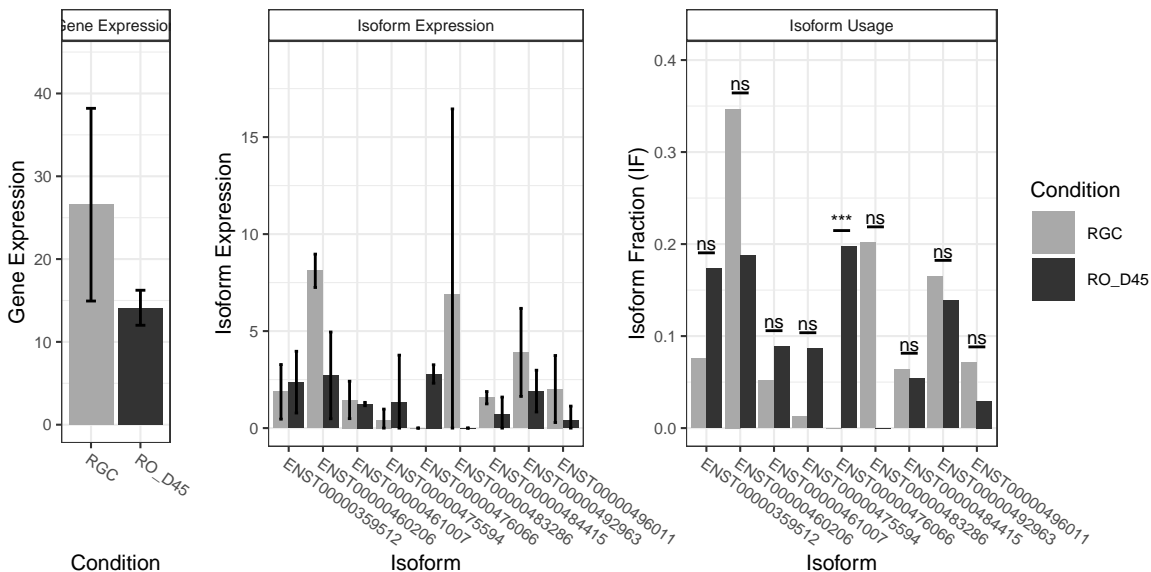 Gene Expression
Isoform Expression
Isoform Usage
Gene Expression
40
30
20
10
0
RGC
RO_D45
Condition
Isoform Expression
15
10
5
0
ENST00000359512
ENST00000460206
ENST00000461007
ENST00000475594
ENST00000476066
ENST00000483286
ENST00000484415
ENST00000492963
ENST00000496011
Isoform
Isoform Fraction (IF)
0.4
0.3
0.2
0.1
0.0
ns
ns
ns
ns
***
ns
ns
ns
ns
ENST00000359512
ENST00000460206
ENST00000461007
ENST00000475594
ENST00000476066
ENST00000483286
ENST00000484415
ENST00000492963
ENST00000496011
Isoform
Condition
RGC
RO_D45